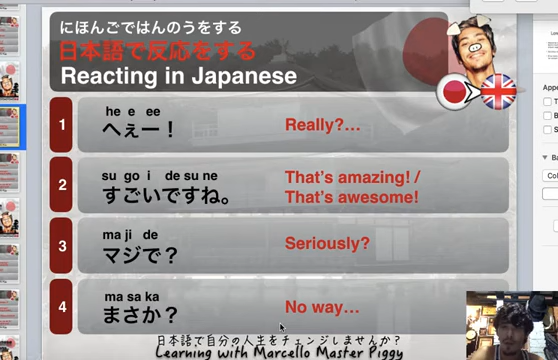 にほんごではんのうをする
日本語で反応をする
Reacting in Japanese
1
he e ee
へぇー！
Really?...
2
su go i de su ne
すごいですね。
That's amazing! /
That's awesome!
3
ma ji de
マジで？
Seriously?
4
ma sa ka
まさか？
No way...
日本語で自分の人生をチェンジしませんか？
Learning with Marcello Master Piggy